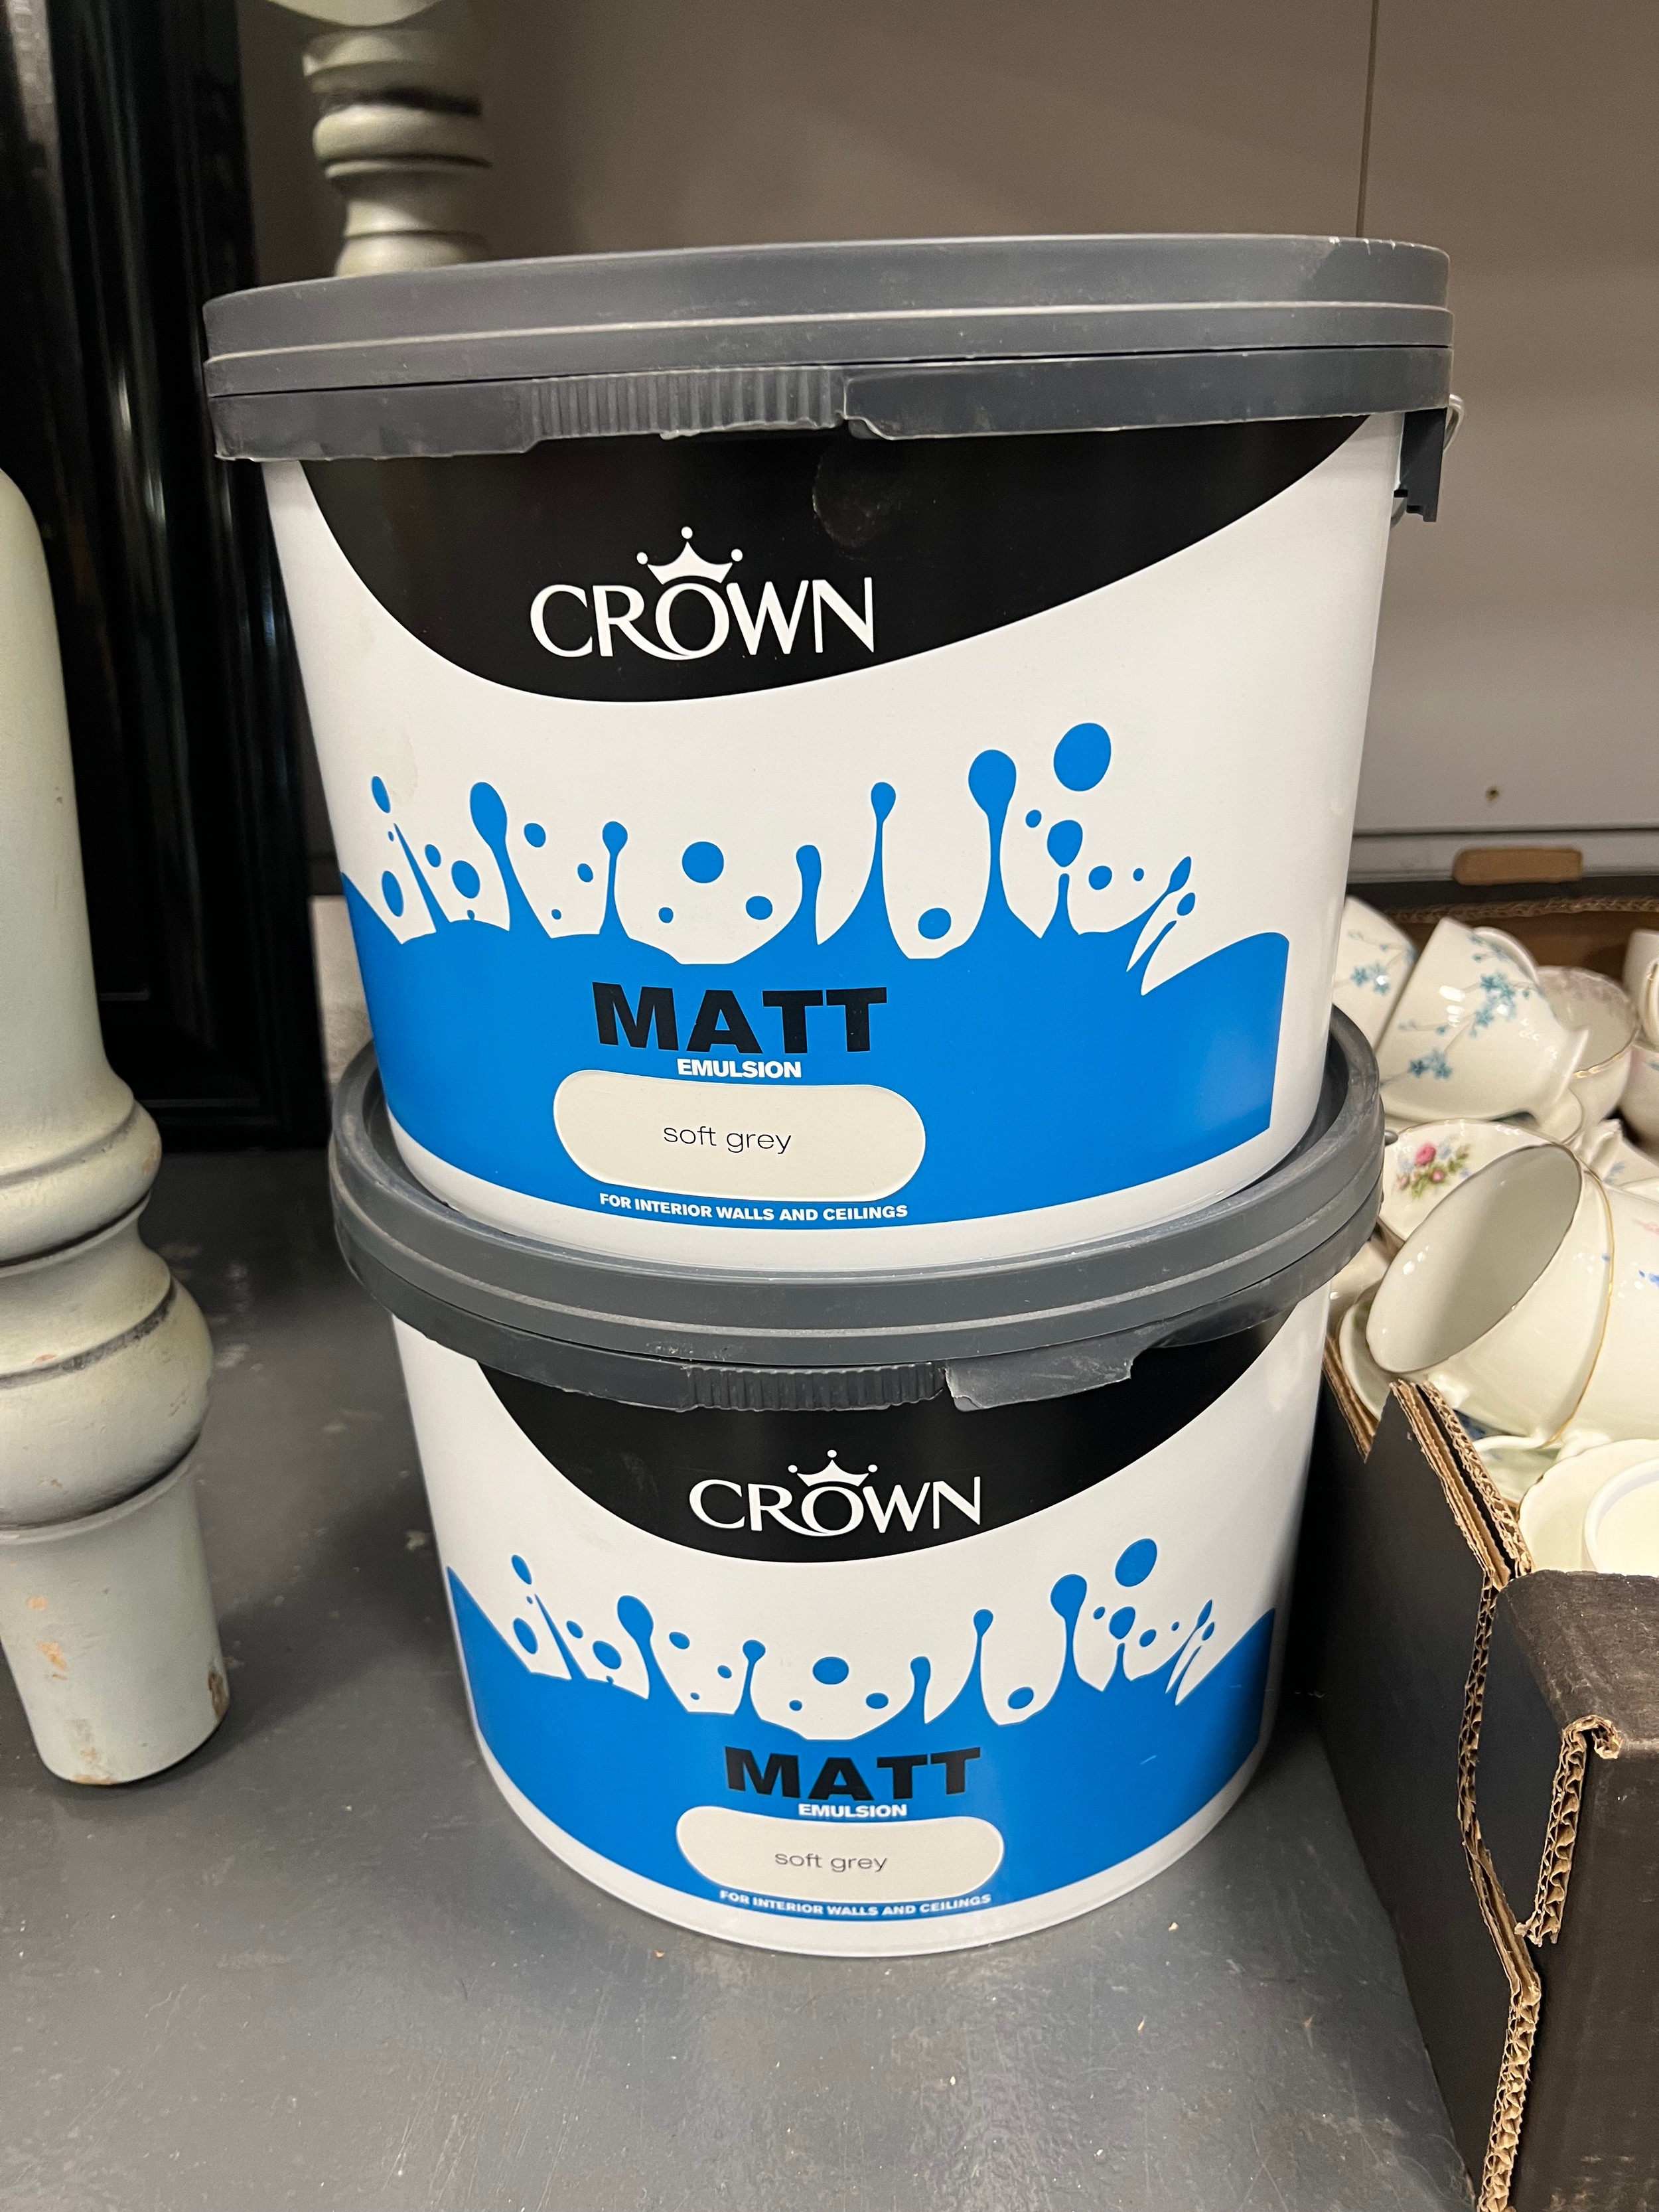 CROWN
MATT
EMULSION
soft grey
FOR INTERIOR WALLS AND CEILINGS
CROWN
MATT
EMULSION
soft grey
FOR INTERIOR WALLS AND CEILINGS